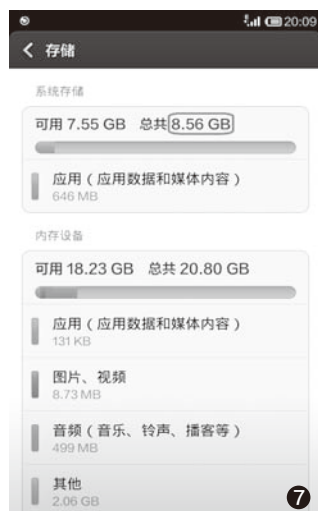 20:09
存储
系统存储
可用 7.55 GB 总共 8.56 GB
应用（应用数据和媒体内容）
646 MB
内存设备
可用 18.23 GB 总共 20.80 GB
应用（应用数据和媒体内容）
131 KB
图片、视频
8.73 MB
音频（音乐、铃声、播客等）
499 MB
其他
2.06 GB
7